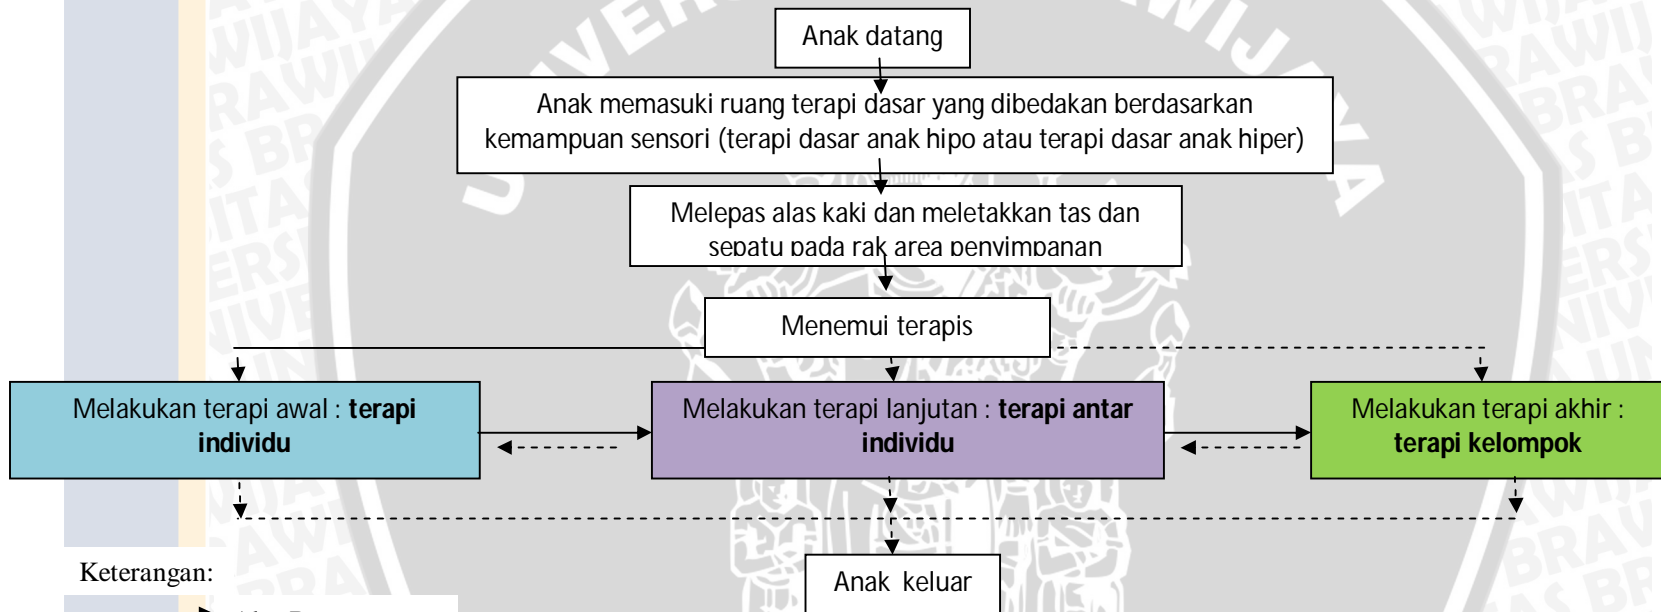 Anak datang
Anak memasuki ruang terapi dasar yang dibedakan berdasarkan
kemampuan sensori (terapi dasar anak hipo atau terapi dasar anak hiper)
Melepas alas kaki dan meletakkan tas dan
sepatu pada rak area penyimpanan
Menemui terapis
Melakukan terapi awal : terapi
individu
Melakukan terapi lanjutan : terapi antar
individu
Melakukan terapi akhir :
terapi kelompok
Keterangan:
Anak keluar